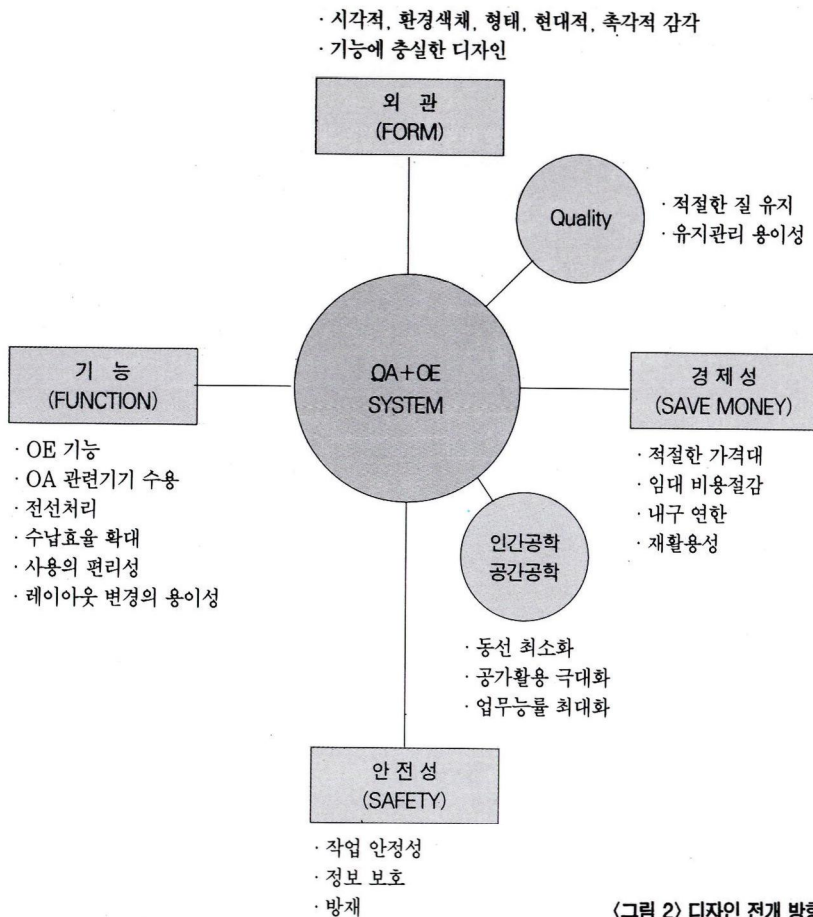 · 시각적, 환경색채, 형태, 현대적, 촉각적 감각
· 기능에 충실한 디자인
외 관
(FORM)
Quality
· 적절한 질 유지
· 유지관리 용이성
기 능
(FUNCTION)
OA+OE
SYSTEM
경 제 성
(SAVE MONEY)
· OE 기능
· OA 관련기기 수용
· 전선처리
· 수납효율 확대
· 사용의 편리성
· 레이아웃 변경의 용이성
· 적절한 가격대
· 임대 비용절감
· 내구 연한
· 재활용성
인간공학
공간공학
· 동선 최소화
· 공가활용 극대화
· 업무능률 최대화
안 전 성
(SAFETY)
· 작업 안정성
· 정보 보호
· 방재
〈그림 2〉 디자인 전개 방향